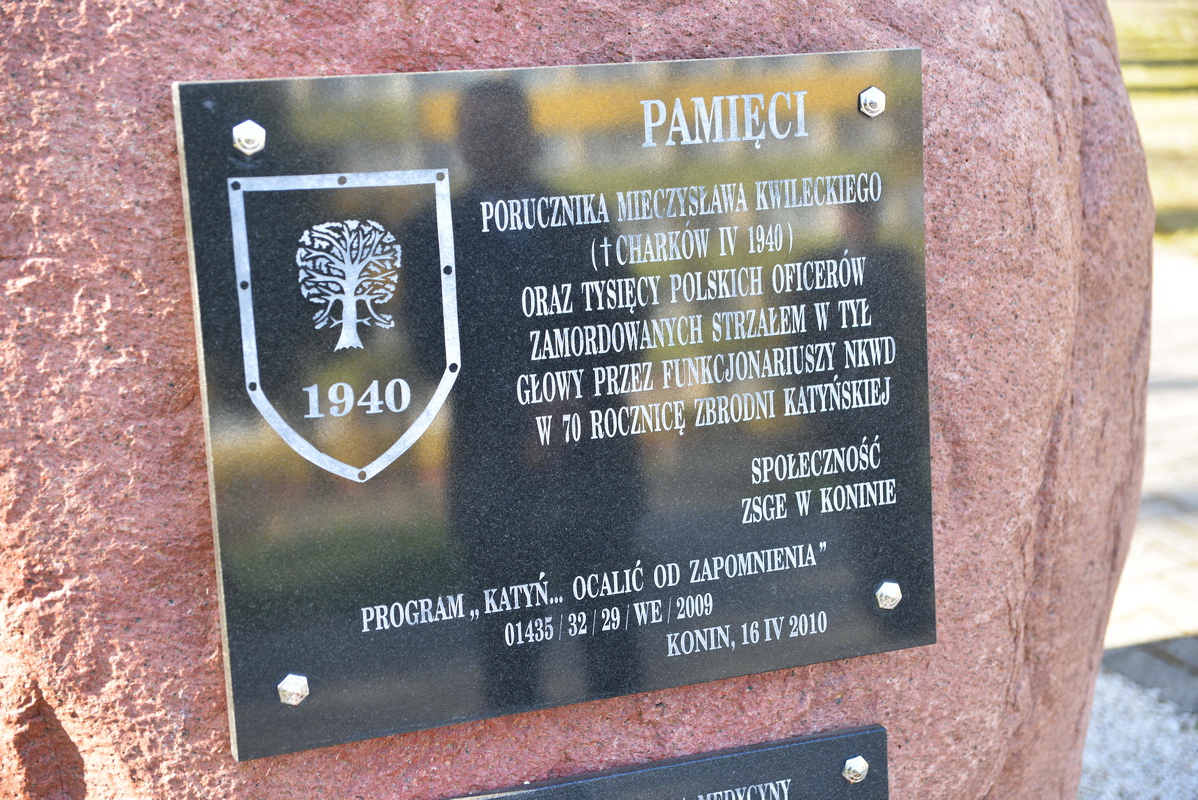 PAMIĘCI
PORUCZNIKA MIECZYSŁAWA KWILECKIEGO
(†CHARKÓW IV 1940)
ORAZ TYSIĘCY POLSKICH OFICERÓW
ZAMORDOWANYCH STRZAŁEM W TYŁ
GŁOWY PRZEZ FUNKCJONARIUSZY NKWD
W 70 ROCZNICĘ ZBRODNI KATYŃSKIEJ
1940
SPOŁECZNOŚĆ
ZSGE W KONINIE
PROGRAM „KATYŃ... OCALIĆ OD ZAPOMNIENIA”
01435/32/29/WE/2009
KONIN, 16 IV 2010
MEDYCYNY